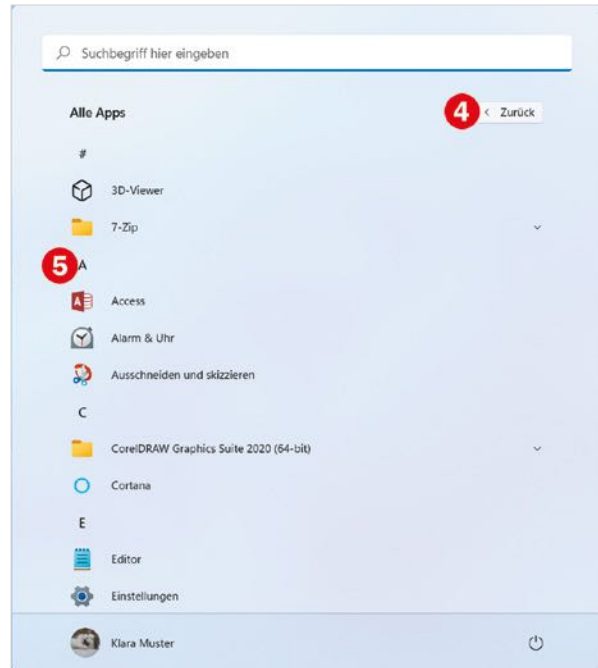 Suchbegriff hier eingeben
Alle Apps 4 Zurück
#
3D-Viewer
7-Zip
5 A
Access
Alarm & Uhr
Ausschneiden und skizzieren
C
CorelDRAW Graphics Suite 2020 (64-bit)
Cortana
E
Editor
Einstellungen
Klara Muster